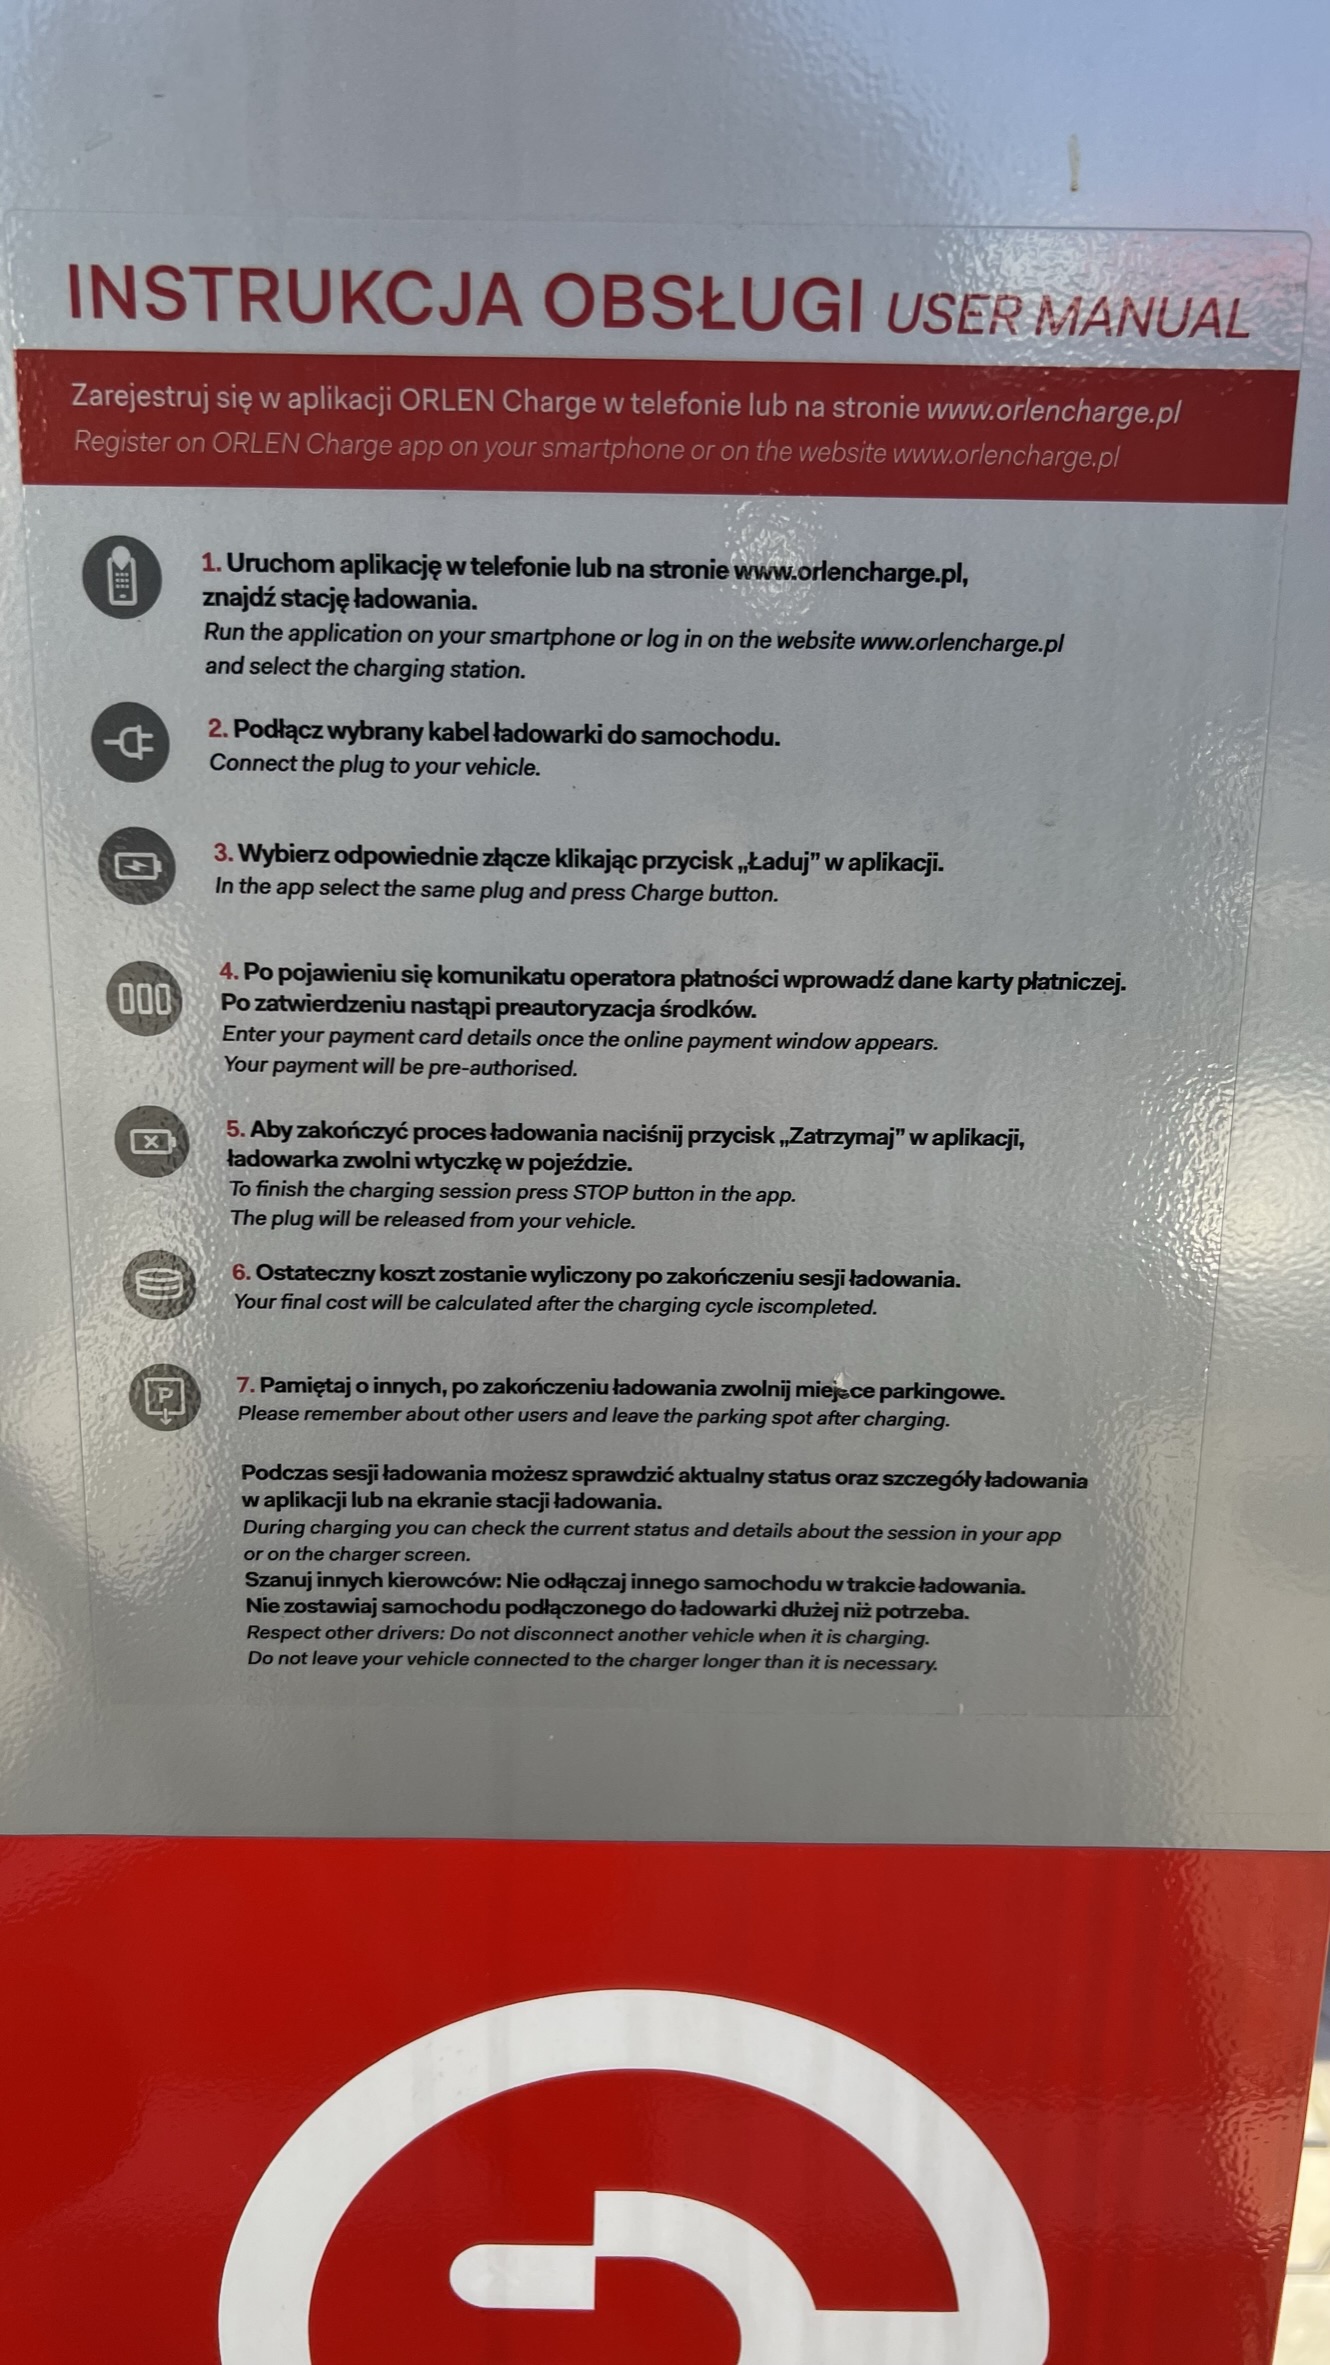 INSTRUKCJA OBSŁUGI USER MANUAL
Zarejestruj się w aplikacji ORLEN Charge w telefonie lub na stronie www.orlencharge.pl
Register on ORLEN Charge app on your smartphone or on the website www.orlencharge.pl
1. Uruchom aplikację w telefonie lub na stronie www.orlencharge.pl,
znajdź stację ładowania.
Run the application on your smartphone or log in on the website www.orlencharge.pl
and select the charging station.
2. Podłącz wybrany kabel ładowarki do samochodu.
Connect the plug to your vehicle.
3. Wybierz odpowiednie złącze klikając przycisk „Ładuj” w aplikacji.
In the app select the same plug and press Charge button.
4. Po pojawieniu się komunikatu operatora płatności wprowadź dane karty płatniczej.
Po zatwierdzeniu nastąpi preautoryzacja środków.
Enter your payment card details once the online payment window appears.
Your payment will be pre-authorised.
5. Aby zakończyć proces ładowania naciśnij przycisk „Zatrzymaj” w aplikacji,
ładowarka zwolni wtyczkę w pojeździe.
To finish the charging session press STOP button in the app.
The plug will be released from your vehicle.
6. Ostateczny koszt zostanie wyliczony po zakończeniu sesji ładowania.
Your final cost will be calculated after the charging cycle iscompleted.
P
7. Pamiętaj o innych, po zakończeniu ładowania zwolnij miejsce parkingowe.
Please remember about other users and leave the parking spot after charging.
Podczas sesji ładowania możesz sprawdzić aktualny status oraz szczegóły ładowania
w aplikacji lub na ekranie stacji ładowania.
During charging you can check the current status and details about the session in your app
or on the charger screen.
Szanuj innych kierowców: Nie odłączaj innego samochodu w trakcie ładowania.
Nie zostawiaj samochodu podłączonego do ładowarki dłużej niż potrzeba.
Respect other drivers: Do not disconnect another vehicle when it is charging.
Do not leave your vehicle connected to the charger longer than it is necessary.